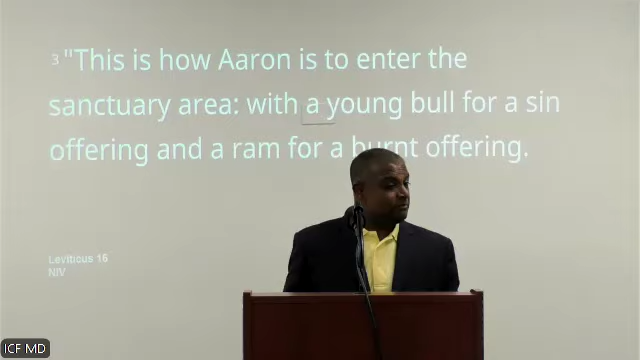 3 "This is how Aaron is to enter the
sanctuary area: with a young bull for a sin
offering and a ram for a burnt offering.
Leviticus 16
NIV
ICF MD